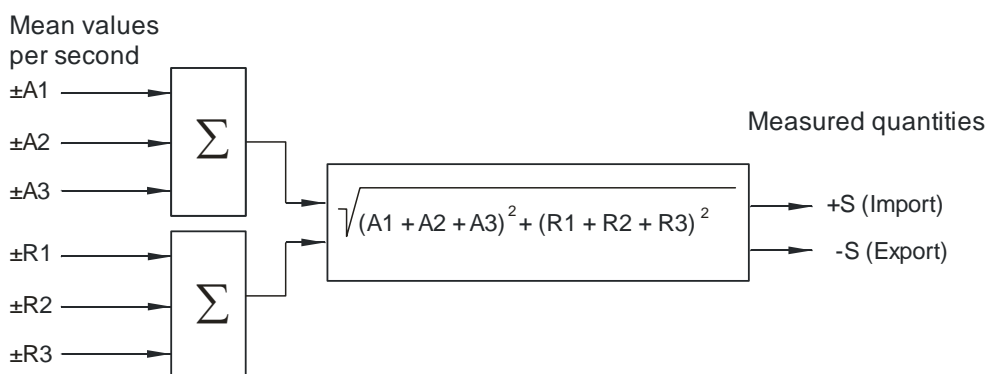 Mean values
per second
±A1
±A2
±A3
Σ
±R1
±R2
±R3
Σ
√(A1 + A2 + A3)² + (R1 + R2 + R3)²
Measured quantities
+S (Import)
-S (Export)